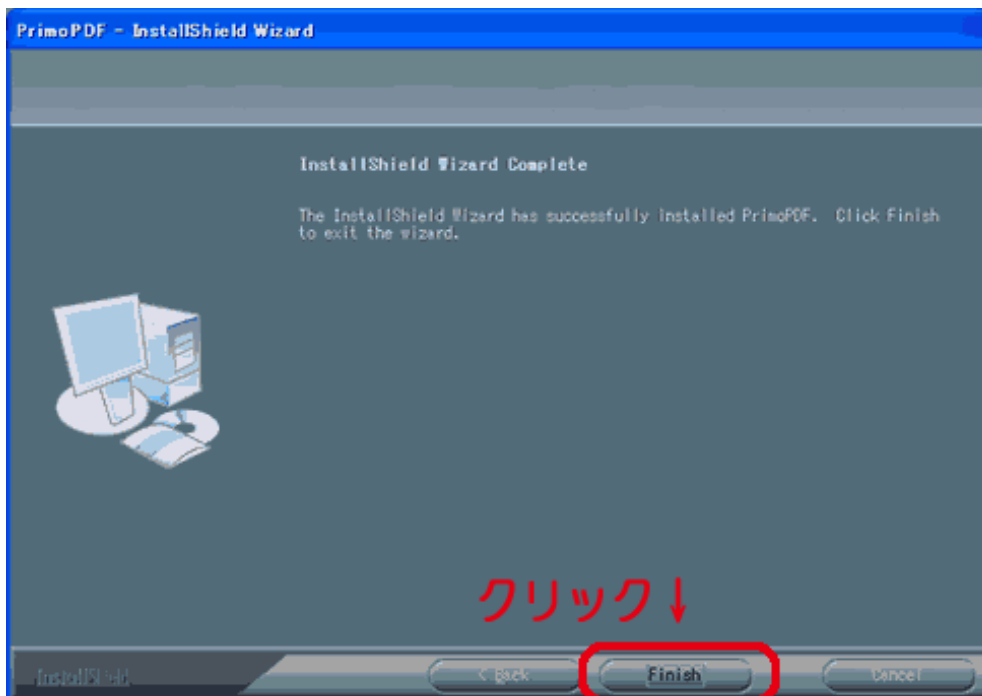 PrimoPDF - InstallShield Wizard
InstallShield Wizard Complete
The InstallShield Wizard has successfully installed PrimoPDF. Click Finish
to exit the wizard.
クリック↓
InstallShield
< Back
Finish
Cancel